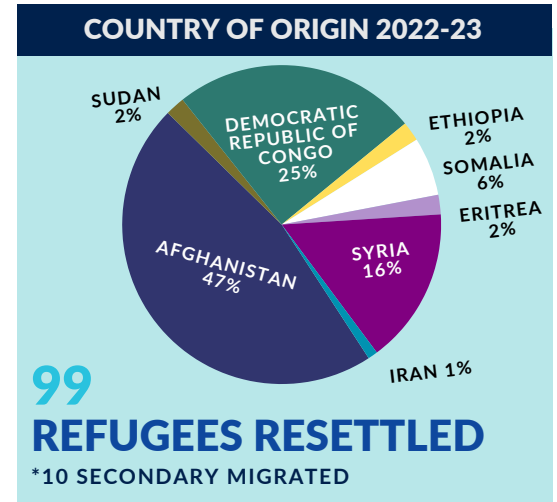 COUNTRY OF ORIGIN 2022-23
SUDAN
2%
DEMOCRATIC
REPUBLIC OF
CONGO
25%
ETHIOPIA
2%
SOMALIA
6%
ERITREA
2%
SYRIA
16%
AFGHANISTAN
47%
IRAN 1%
99
REFUGEES RESETTLED
*10 SECONDARY MIGRATED